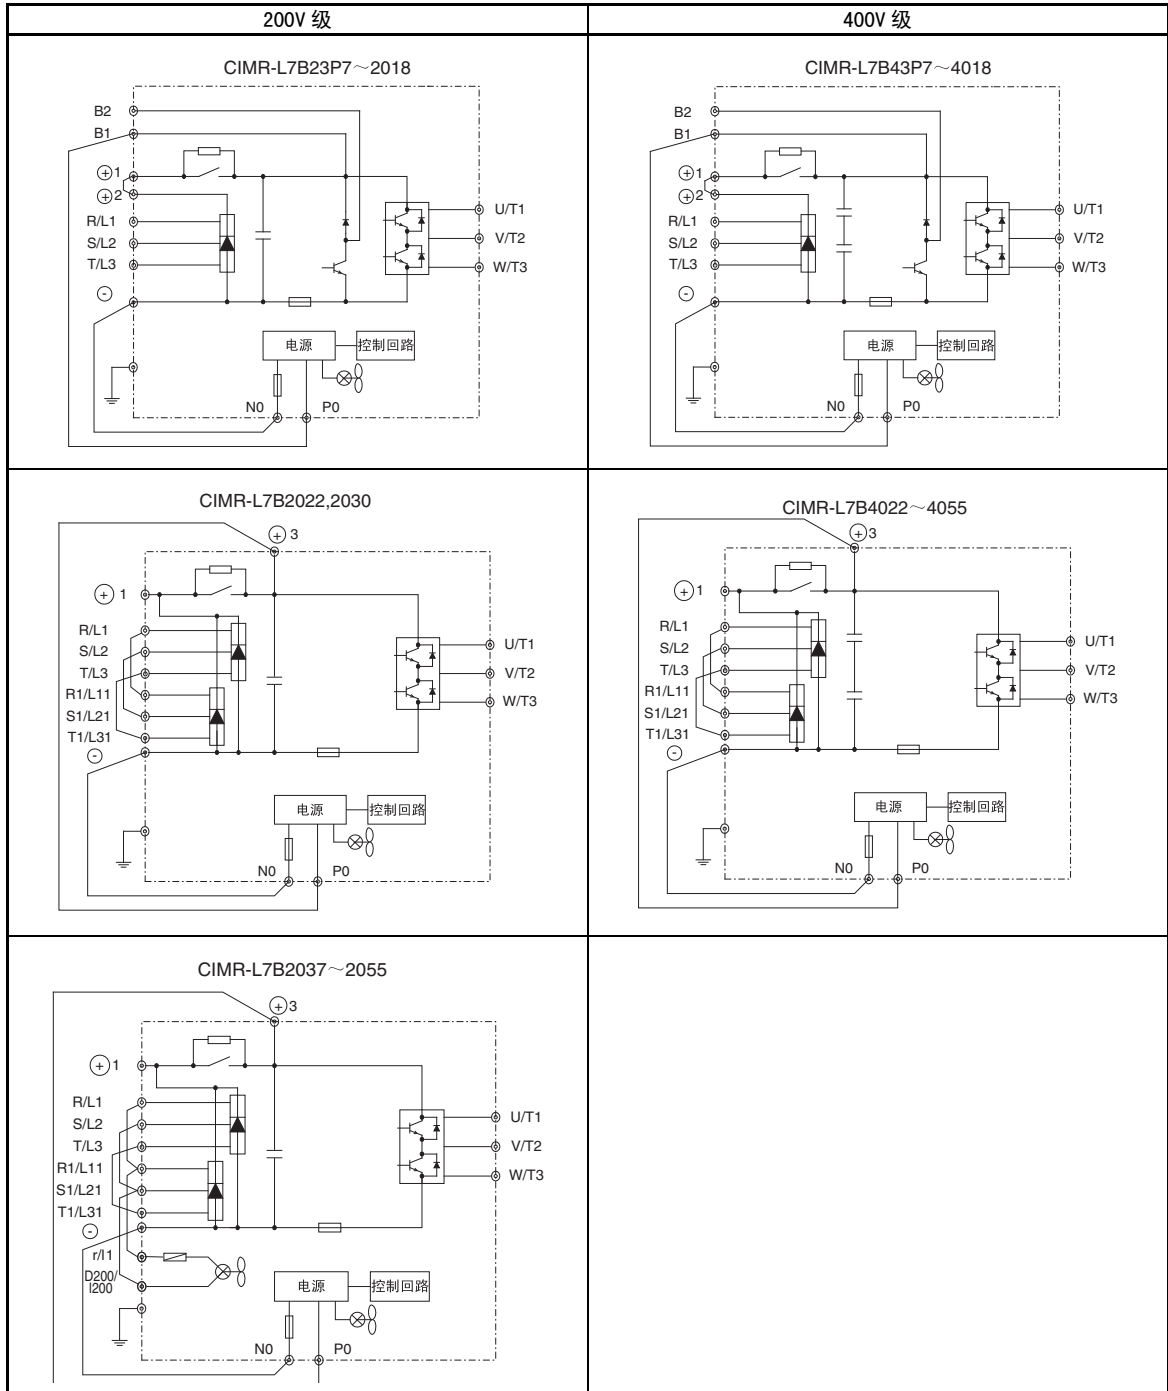 200V 级
400V 级
CIMR-L7B23P7～2018
B2
B1
+1
+2
R/L1
S/L2
T/L3
-
U/T1
V/T2
W/T3
电源
控制回路
N0
P0
CIMR-L7B43P7～4018
B2
B1
+1
+2
R/L1
S/L2
T/L3
-
U/T1
V/T2
W/T3
电源
控制回路
N0
P0
CIMR-L7B2022,2030
+3
+1
R/L1
S/L2
T/L3
R1/L11
S1/L21
T1/L31
-
U/T1
V/T2
W/T3
电源
控制回路
N0
P0
CIMR-L7B4022～4055
+3
+1
R/L1
S/L2
T/L3
R1/L11
S1/L21
T1/L31
-
U/T1
V/T2
W/T3
电源
控制回路
N0
P0
CIMR-L7B2037～2055
+3
+1
R/L1
S/L2
T/L3
R1/L11
S1/L21
T1/L31
-
r/l1
D200/
l200
U/T1
V/T2
W/T3
电源
控制回路
N0
P0